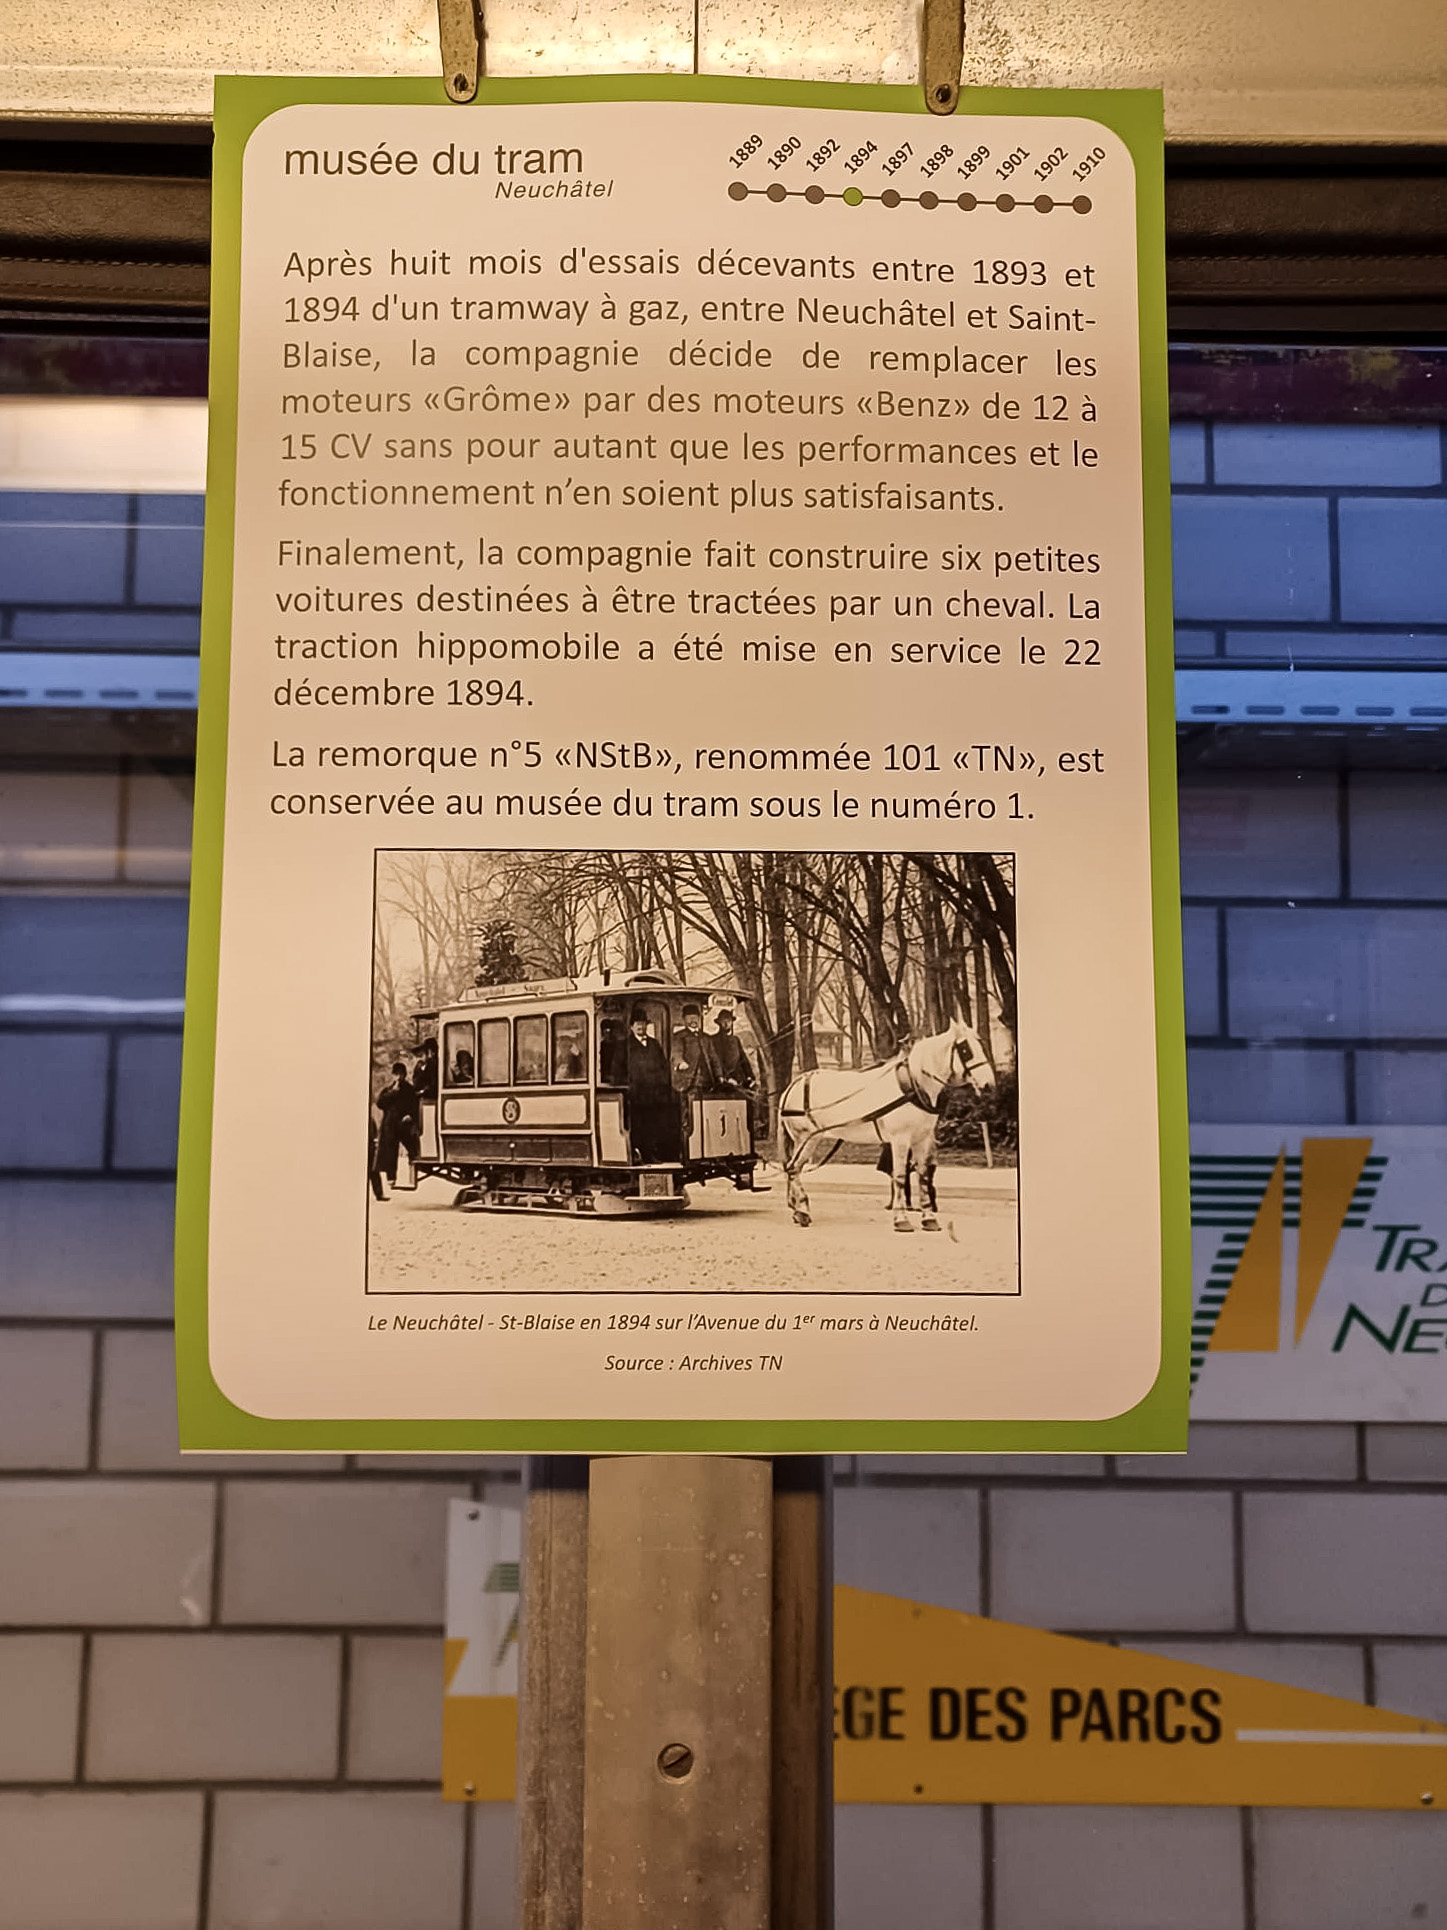 musée du tram
Neuchâtel
1889 1890 1892 1894 1897 1898 1899 1901 1902 1910
Après huit mois d'essais décevants entre 1893 et
1894 d'un tramway à gaz, entre Neuchâtel et Saint-
Blaise, la compagnie décide de remplacer les
moteurs «Grôme» par des moteurs «Benz» de 12 à
15 CV sans pour autant que les performances et le
fonctionnement n’en soient plus satisfaisants.
Finalement, la compagnie fait construire six petites
voitures destinées à être tractées par un cheval. La
traction hippomobile a été mise en service le 22
décembre 1894.
La remorque n°5 «NStB», renommée 101 «TN», est
conservée au musée du tram sous le numéro 1.
1
Le Neuchâtel - St-Blaise en 1894 sur l’Avenue du 1er mars à Neuchâtel.
Source : Archives TN
TR
D
NE
GE DES PARCS